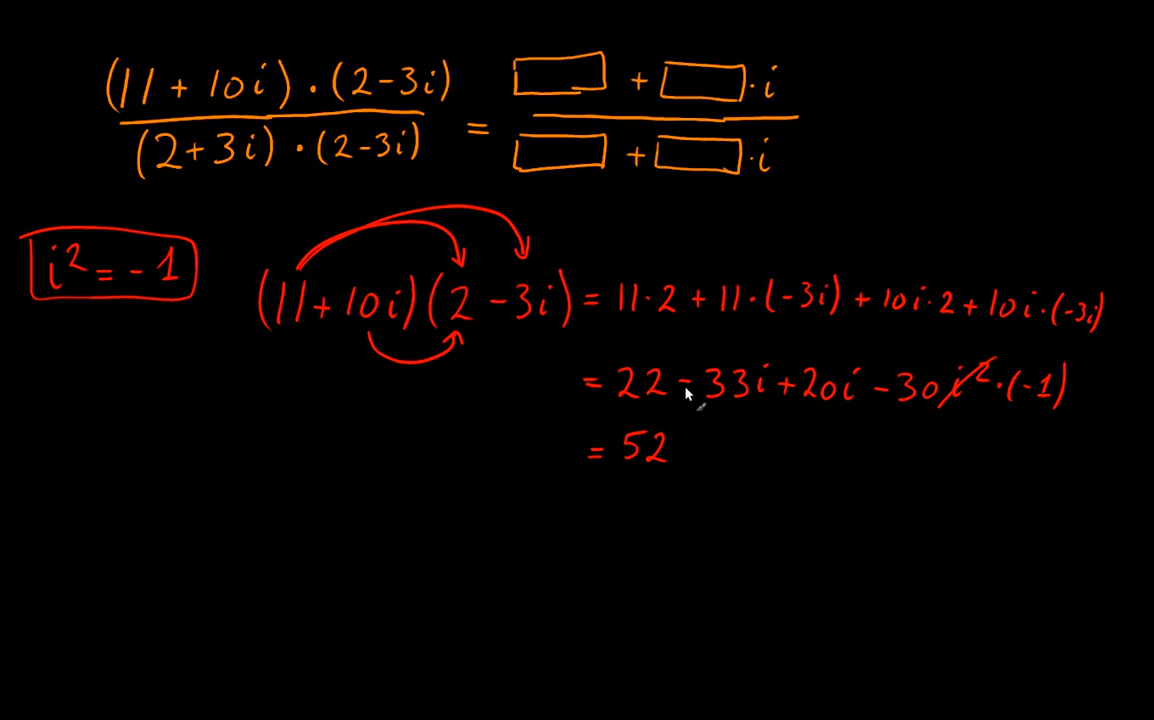 (11 + 10i) · (2-3i)
(2+3i) · (2-3i)
=
+ · i
+ · i
i² = -1
(11+10i)(2-3i) = 11·2 + 11·(-3i) + 10i·2 + 10i·(-3i)
= 22 - 33i + 20i - 30i²·(-1)
= 52